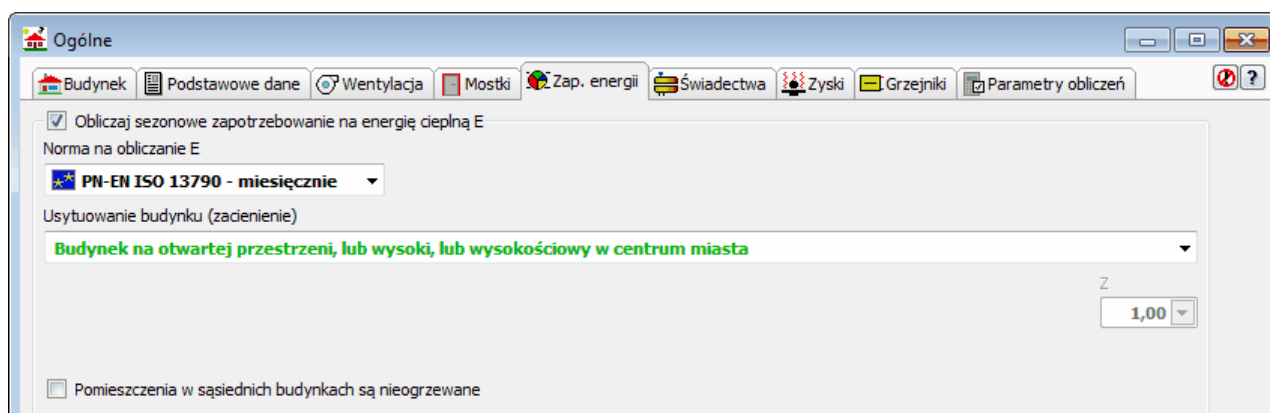 Ogólne
Budynek Podstawowe dane Wentylacja Mostki Zap. energii Świadectwa Zyski Grzejniki Parametry obliczeń ?
Obliczaj sezonowe zapotrzebowanie na energię cieplną E
Norma na obliczanie E
PN-EN ISO 13790 - miesięcznie
Usytuowanie budynku (zacienienie)
Budynek na otwartej przestrzeni, lub wysoki, lub wysokościowy w centrum miasta
Z
1,00
Pomieszczenia w sąsiednich budynkach są nieogrzewane